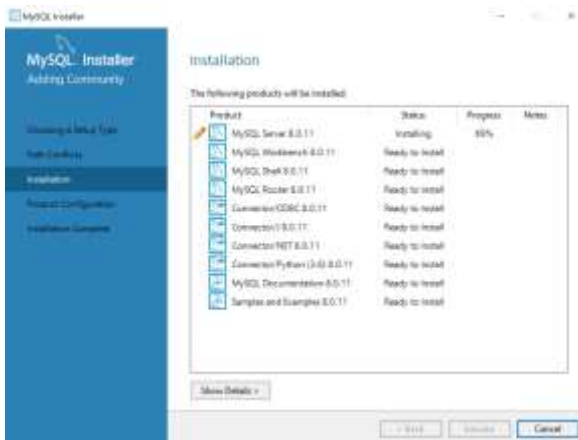 MySQL Installer
MySQL. Installer
Adding Community
Choosing a Setup Type
Path Conflicts
Installation
Product Configuration
Installation Complete
Installation
The following products will be installed.
Product Status Progress Notes
MySQL Server 8.0.11 Installing
MySQL Workbench 8.0.11 Ready to Install
MySQL Shell 8.0.11 Ready to Install
MySQL Router 8.0.11 Ready to Install
Connector/ODBC 8.0.11 Ready to Install
Connector/J 8.0.11 Ready to Install
Connector/NET 8.0.11 Ready to Install
Connector/Python (3.6) 8.0.11 Ready to Install
MySQL Documentation 8.0.11 Ready to Install
Samples and Examples 8.0.11 Ready to Install
Show Details >
< Back Execute Cancel